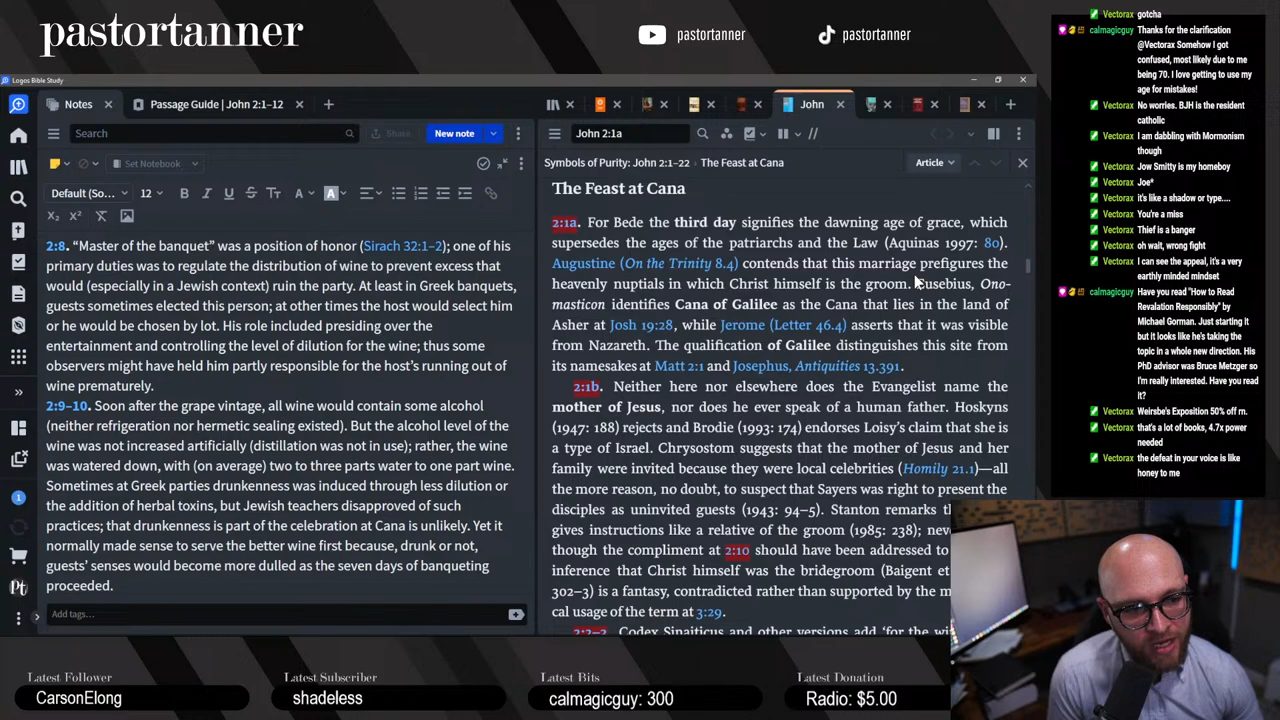 pastortanner
pastortanner
pastortanner
Logos Bible Study
Notes
Passage Guide | John 2:1–12
John
Search
Share
New note
John 2:1a
Set Notebook
Symbols of Purity: John 2:1–22 > The Feast at Cana
Article
Default (So...
12
2:8. “Master of the banquet” was a position of honor (Sirach 32:1–2); one of his
primary duties was to regulate the distribution of wine to prevent excess that
would (especially in a Jewish context) ruin the party. At least in Greek banquets,
guests sometimes elected this person; at other times the host would select him
or he would be chosen by lot. His role included presiding over the
entertainment and controlling the level of dilution for the wine; thus some
observers might have held him partly responsible for the host’s running out of
wine prematurely.
2:9–10. Soon after the grape vintage, all wine would contain some alcohol
(neither refrigeration nor hermetic sealing existed). But the alcohol level of the
wine was not increased artificially (distillation was not in use); rather, the wine
was watered down, with (on average) two to three parts water to one part wine.
Sometimes at Greek parties drunkenness was induced through less dilution or
the addition of herbal toxins, but Jewish teachers disapproved of such
practices; that drunkenness is part of the celebration at Cana is unlikely. Yet it
normally made sense to serve the better wine first because, drunk or not,
guests’ senses would become more dulled as the seven days of banqueting
proceeded.
Add tags...
The Feast at Cana
2:1a. For Bede the third day signifies the dawning age of grace, which
supersedes the ages of the patriarchs and the Law (Aquinas 1997: 80).
Augustine (On the Trinity 8.4) contends that this marriage prefigures the
heavenly nuptials in which Christ himself is the groom. Eusebius, Ono-
masticon identifies Cana of Galilee as the Cana that lies in the land of
Asher at Josh 19:28, while Jerome (Letter 46.4) asserts that it was visible
from Nazareth. The qualification of Galilee distinguishes this site from
its namesakes at Matt 2:1 and Josephus, Antiquities 13.391.
2:1b. Neither here nor elsewhere does the Evangelist name the
mother of Jesus, nor does he ever speak of a human father. Hoskyns
(1947: 188) rejects and Brodie (1993: 174) endorses Loisy’s claim that she is
a type of Israel. Chrysostom suggests that the mother of Jesus and her
family were invited because they were local celebrities (Homily 21.1)—all
the more reason, no doubt, to suspect that Sayers was right to present the
disciples as uninvited guests (1943: 94–5). Stanton remarks
gives instructions like a relative of the groom (1985: 238);
though the compliment at 2:10 should have been addressed to
inference that Christ himself was the bridegroom (Baigent et
302–3) is a fantasy, contradicted rather than supported by the
cal usage of the term at 3:29.
2:2–2. Codex Sinaiticus and other versions add ‘for the
Vectorax gotcha
calmagicguy Thanks for the clarification
@Vectorax Somehow I got
confused, most likely due to me
being 70. I love getting to use my
age for mistakes!
Vectorax No worries. BJH is the resident
catholic
Vectorax I am dabbling with Mormonism
though
Vectorax Jow Smitty is my homeboy
Vectorax Joe*
Vectorax it's like a shadow or type....
Vectorax You're a miss
Vectorax Thief is a banger
Vectorax oh wait, wrong fight
Vectorax I can see the appeal, it's a very
earthly minded mindset
calmagicguy Have you read "How to Read
Revalation Responsibly" by
Michael Gorman. Just starting it
but it looks like he's taking the
topic in a whole new direction. His
PhD advisor was Bruce Metzger so
I'm really interested. Have you read
it?
Vectorax Weirsbe's Exposition 50% off rn.
Vectorax that's a lot of books, 4.7x power
needed
Vectorax the defeat in your voice is like
honey to me
Latest Follower
CarsonElong
Latest Subscriber
shadeless
Latest Bits
calmagicguy: 300
Latest Donation
Radio: $5.00